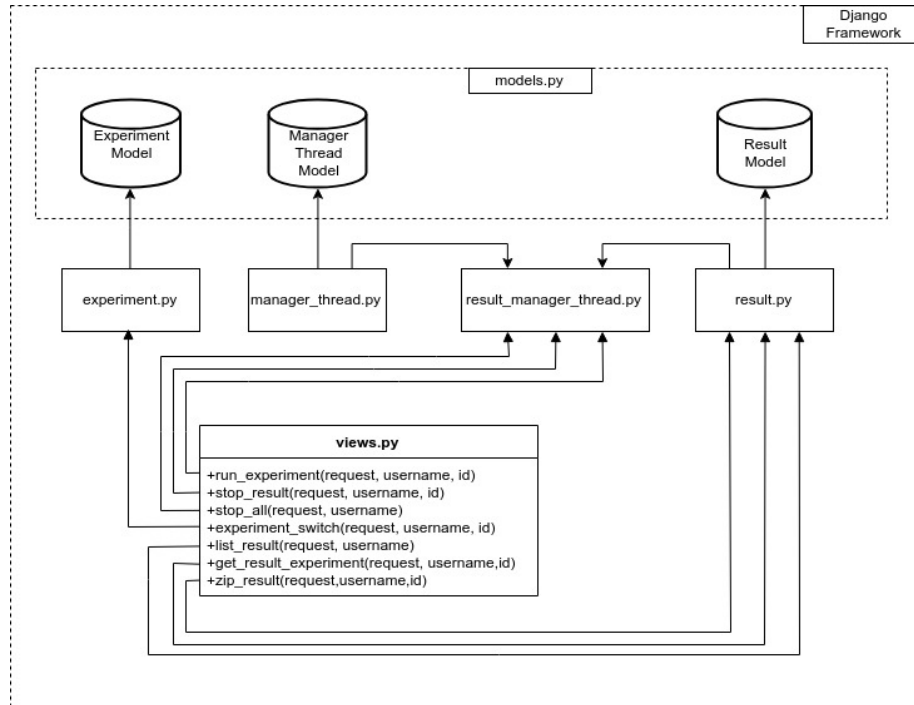 Django
Framework
models.py
Experiment
Model
Manager
Thread
Model
Result
Model
experiment.py
manager_thread.py
result_manager_thread.py
result.py
views.py
+run_experiment(request, username, id)
+stop_result(request, username, id)
+stop_all(request, username)
+experiment_switch(request, username, id)
+list_result(request, username)
+get_result_experiment(request, username,id)
+zip_result(request,username,id)